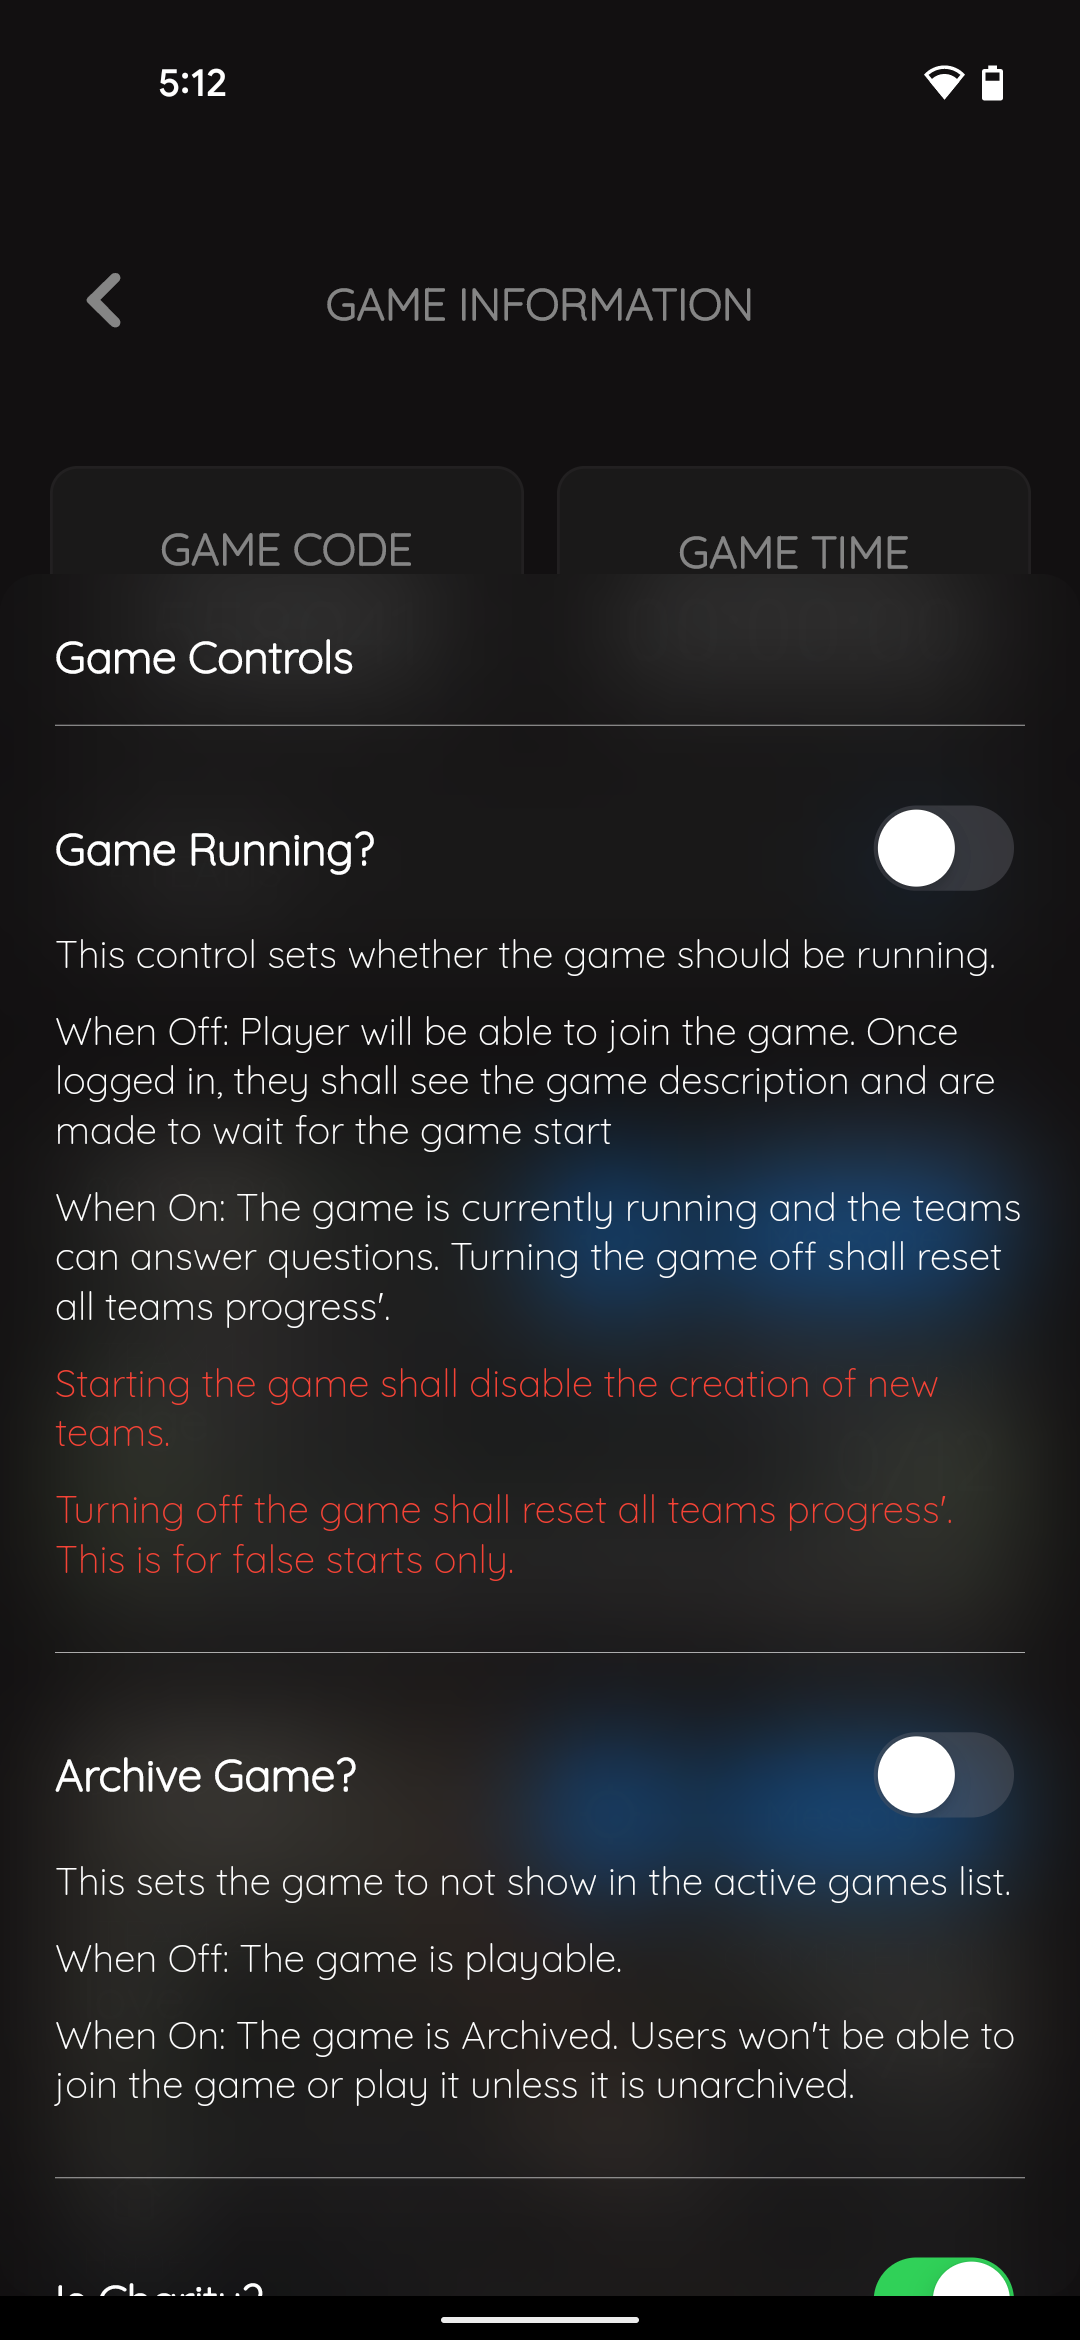 5:12
GAME INFORMATION
GAME CODE
GAME TIME
Game Controls
Game Running?
This control sets whether the game should be running.
When Off: Player will be able to join the game. Once
logged in, they shall see the game description and are
made to wait for the game start
When On: The game is currently running and the teams
can answer questions. Turning the game off shall reset
all teams progress'.
Starting the game shall disable the creation of new
teams.
Turning off the game shall reset all teams progress'.
This is for false starts only.
Archive Game?
This sets the game to not show in the active games list.
When Off: The game is playable.
When On: The game is Archived. Users won't be able to
join the game or play it unless it is unarchived.
Is Charity?